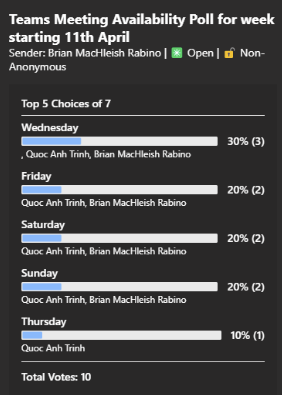 Teams Meeting Availability Poll for week
starting 11th April
Sender: Brian MacHleish Rabino | Open | Non-
Anonymous
Top 5 Choices of 7
Wednesday
30% (3)
, Quoc Anh Trinh, Brian MacHleish Rabino
Friday
20% (2)
Quoc Anh Trinh, Brian MacHleish Rabino
Saturday
20% (2)
Quoc Anh Trinh, Brian MacHleish Rabino
Sunday
20% (2)
Quoc Anh Trinh, Brian MacHleish Rabino
Thursday
10% (1)
Quoc Anh Trinh
Total Votes: 10